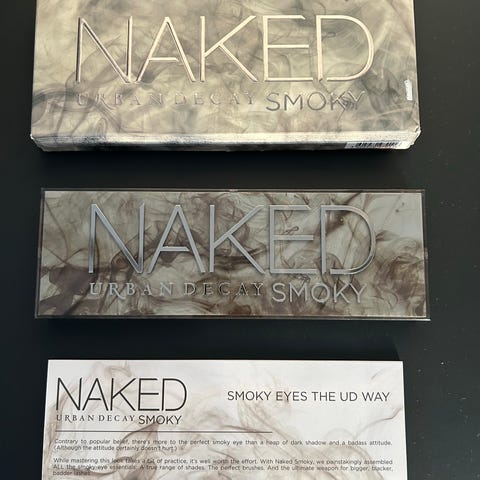 NAKED
URBAN DECAY SMOKY
NAKED
URBAN DECAY SMOKY
NAKED
URBAN DECAY SMOKY
SMOKY EYES THE UD WAY
Contrary to popular belief, there's more to the perfect smoky eye than a heap of dark shadow and a badass attitude.
(Although the attitude certainly doesn't hurt.)
While mastering this look takes a bit of practice, it's well worth the effort. With Naked Smoky, we painstakingly assembled
ALL the smoky-eye essentials: A true range of shades. The perfect brushes. And the ultimate weapon for bigger, blacker,
badder lashes.